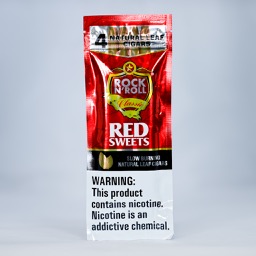 4 NATURAL LEAF
CIGARS
ROCK
N'ROLL
Classic
RED
SWEETS
SLOW BURNING
NATURAL LEAF CIGARS
WARNING:
This product
contains nicotine.
Nicotine is an
addictive chemical.